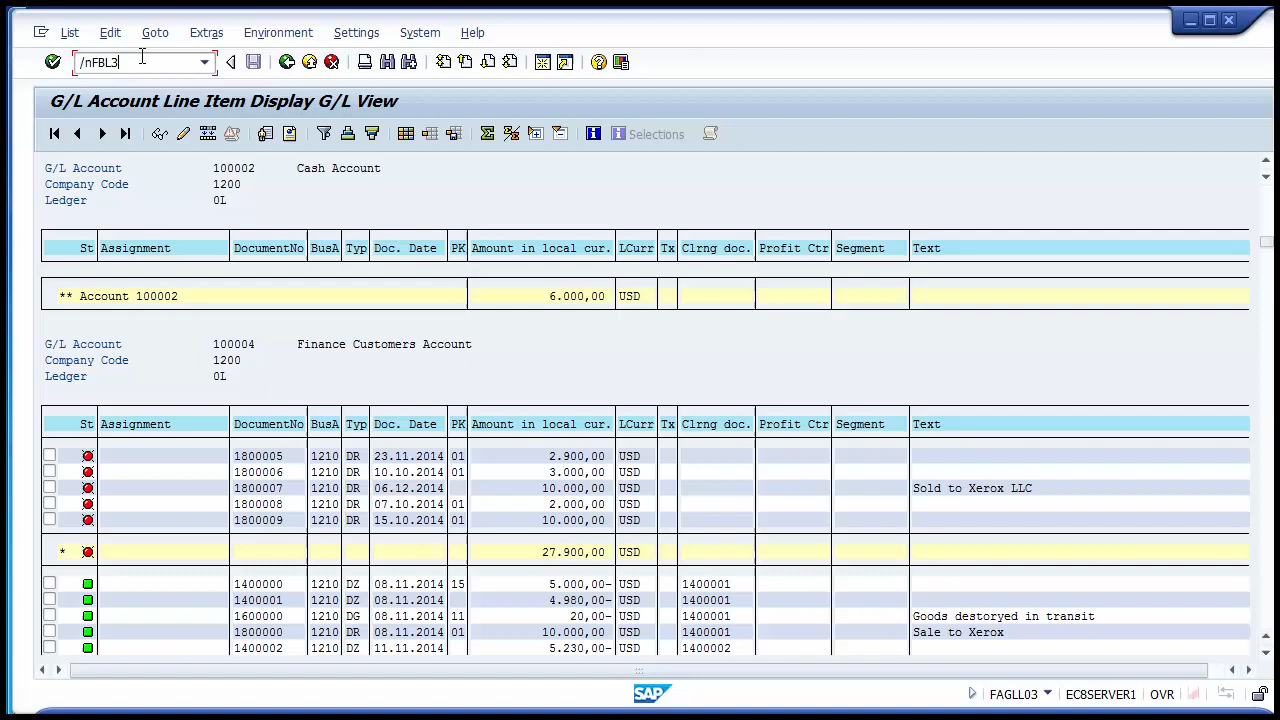 List Edit Goto Extras Environment Settings System Help
/nFBL3
G/L Account Line Item Display G/L View
Selections
G/L Account 100002 Cash Account
Company Code 1200
Ledger 0L
St Assignment DocumentNo BusA Typ Doc. Date PK Amount in local cur. LCurr Tx Clrng doc. Profit Ctr Segment Text
** Account 100002 6.000,00 USD
G/L Account 100004 Finance Customers Account
Company Code 1200
Ledger 0L
St Assignment DocumentNo BusA Typ Doc. Date PK Amount in local cur. LCurr Tx Clrng doc. Profit Ctr Segment Text
1800005 1210 DR 23.11.2014 01 2.900,00 USD
1800006 1210 DR 10.10.2014 01 3.000,00 USD
1800007 1210 DR 06.12.2014 10.000,00 USD Sold to Xerox LLC
1800008 1210 DR 07.10.2014 01 2.000,00 USD
1800009 1210 DR 15.10.2014 01 10.000,00 USD
* 27.900,00 USD
1400000 1210 DZ 08.11.2014 15 5.000,00- USD 1400001
1400001 1210 DZ 08.11.2014 4.980,00- USD 1400001
1600000 1210 DG 08.11.2014 11 20,00- USD 1400001 Goods destoryed in transit
1800000 1210 DR 08.11.2014 01 10.000,00 USD 1400001 Sale to Xerox
1400002 1210 DZ 11.11.2014 15 5.230,00- USD 1400002
SAP FAGLL03 ECC8SERVER1 OVR